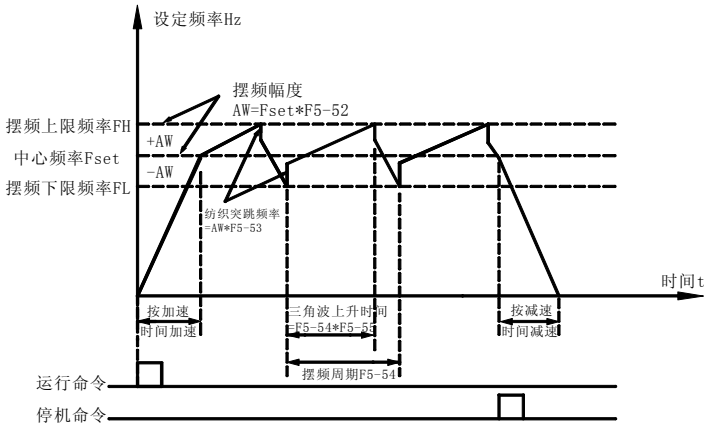 设定频率Hz
摆频幅度
AW=Fset*F5-52
摆频上限频率FH
+AW
中心频率Fset
-AW
摆频下限频率FL
纺织突跳频率
=AW*F5-53
时间t
按加速
时间加速
三角波上升时间
=F5-54*F5-55
按减速
时间减速
摆频周期F5-54
运行命令
停机命令